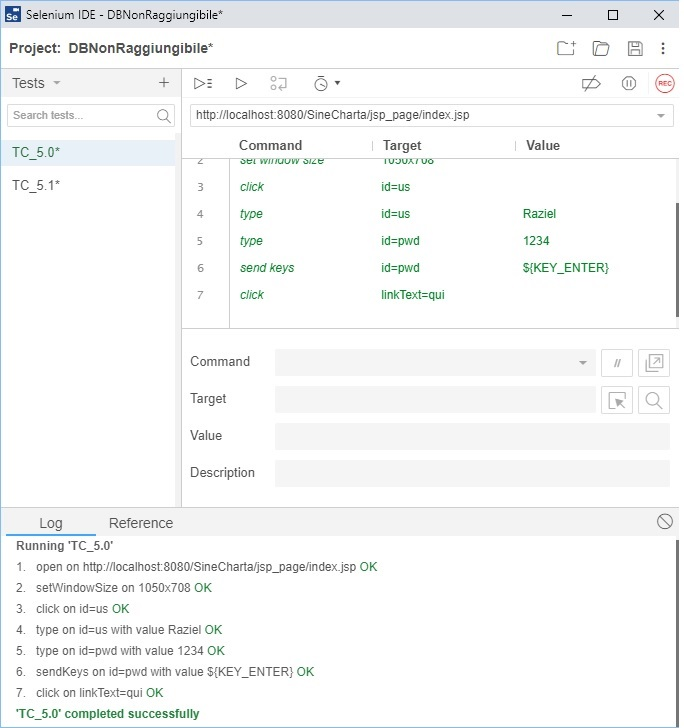 Selenium IDE - DBNonRaggiungibile*
Project: DBNonRaggiungibile*
Tests
REC
Search tests...
http://localhost:8080/SineCharta/jsp_page/index.jsp
TC_5.0*
TC_5.1*
Command Target Value
2 set window size 1050x708
3 click id=us
4 type id=us Raziel
5 type id=pwd 1234
6 send keys id=pwd ${KEY_ENTER}
7 click linkText=qui
Command //
Target
Value
Description
Log Reference
Running 'TC_5.0'
1. open on http://localhost:8080/SineCharta/jsp_page/index.jsp OK
2. setWindowSize on 1050x708 OK
3. click on id=us OK
4. type on id=us with value Raziel OK
5. type on id=pwd with value 1234 OK
6. sendKeys on id=pwd with value ${KEY_ENTER} OK
7. click on linkText=qui OK
'TC_5.0' completed successfully